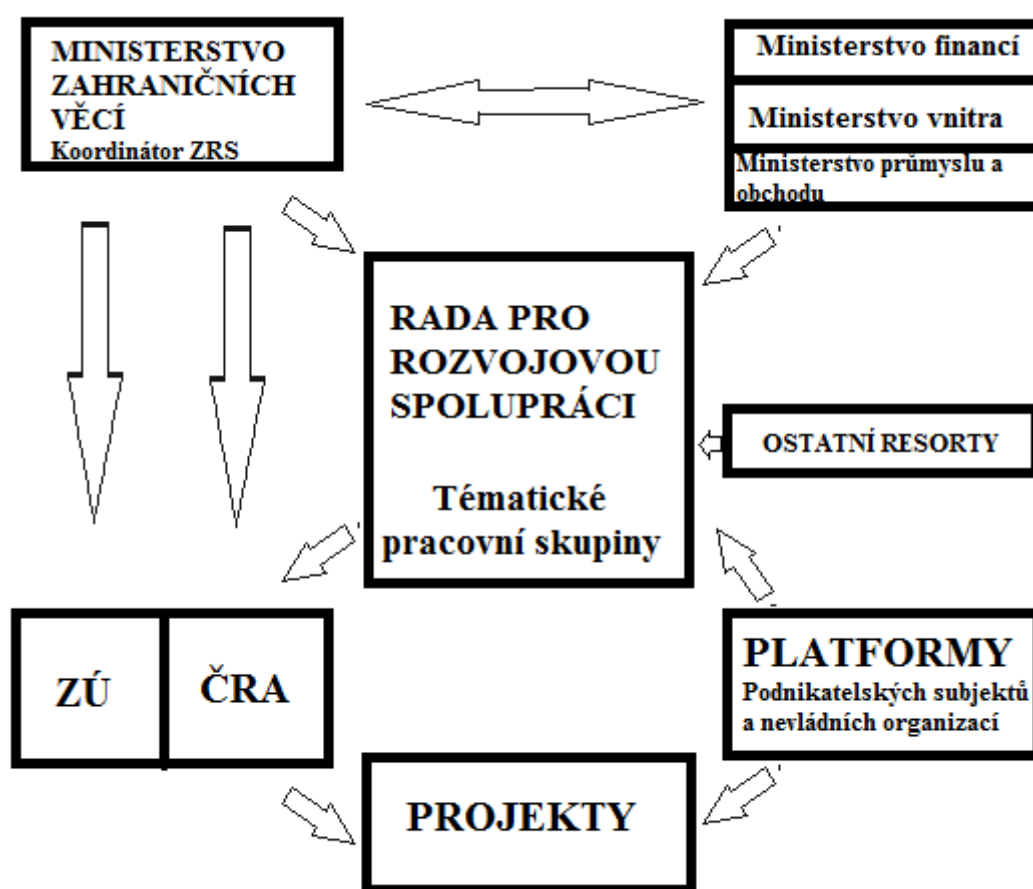 MINISTERSTVO
ZAHRANIČNÍCH
VĚCÍ
Koordinátor ZRS
Ministerstvo financí
Ministerstvo vnitra
Ministerstvo průmyslu a
obchodu
RADA PRO
ROZVOJOVOU
SPOLUPRÁCI
Tématické
pracovní skupiny
OSTATNÍ RESORTY
ZÚ
ČRA
PLATFORMY
Podnikatelských subjektů
a nevládních organizací
PROJEKTY